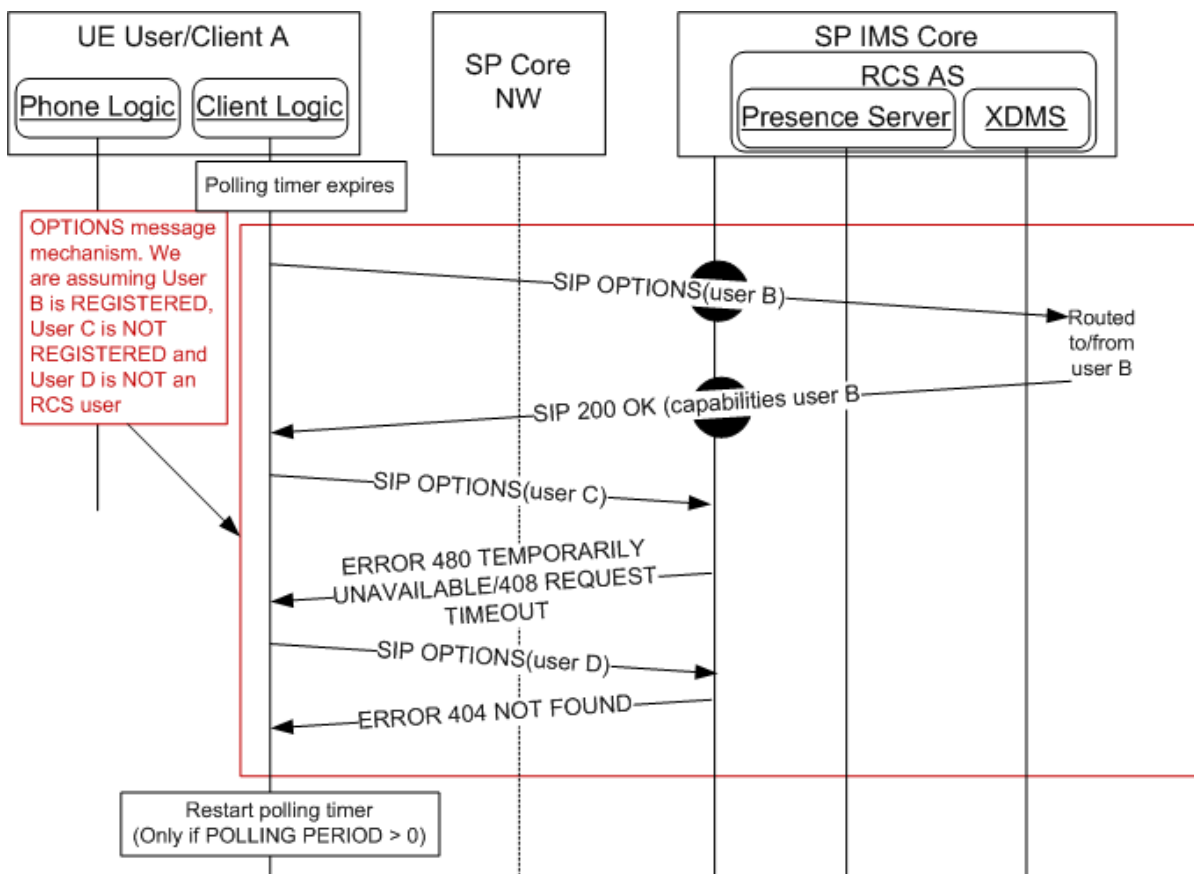 UE User/Client A
Phone Logic
Client Logic
SP Core
NW
SP IMS Core
RCS AS
Presence Server
XDMS
Polling timer expires
OPTIONS message
mechanism. We
are assuming User
B is REGISTERED,
User C is NOT
REGISTERED and
User D is NOT an
RCS user
SIP OPTIONS(user B)
Routed
to/from
user B
SIP 200 OK (capabilities user B
SIP OPTIONS(user C)
ERROR 480 TEMPORARILY
UNAVAILABLE/408 REQUEST
TIMEOUT
SIP OPTIONS(user D)
ERROR 404 NOT FOUND
Restart polling timer
(Only if POLLING PERIOD > 0)